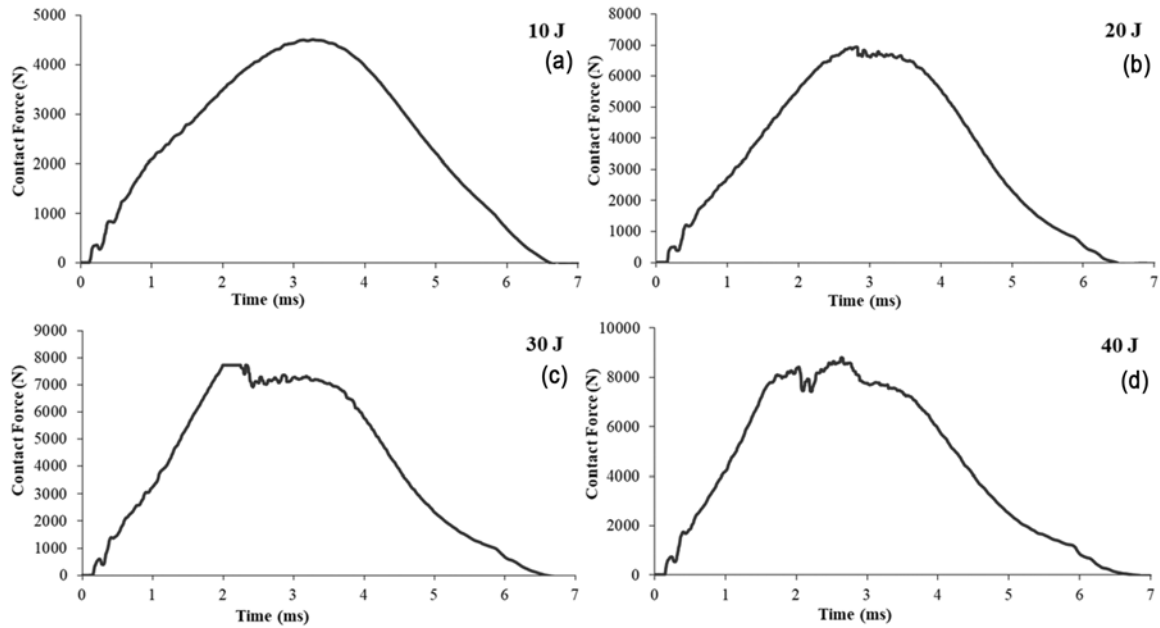 5000
4000
3000
2000
1000
0
Contact Force (N)
0 1 2 3 4 5 6 7
Time (ms)
10 J
(a)
8000
7000
6000
5000
4000
3000
2000
1000
0
Contact Force (N)
0 1 2 3 4 5 6 7
Time (ms)
20 J
(b)
9000
8000
7000
6000
5000
4000
3000
2000
1000
0
Contact Force (N)
0 1 2 3 4 5 6 7
Time (ms)
30 J
(c)
10000
8000
6000
4000
2000
0
Contact Force (N)
0 1 2 3 4 5 6 7
Time (ms)
40 J
(d)